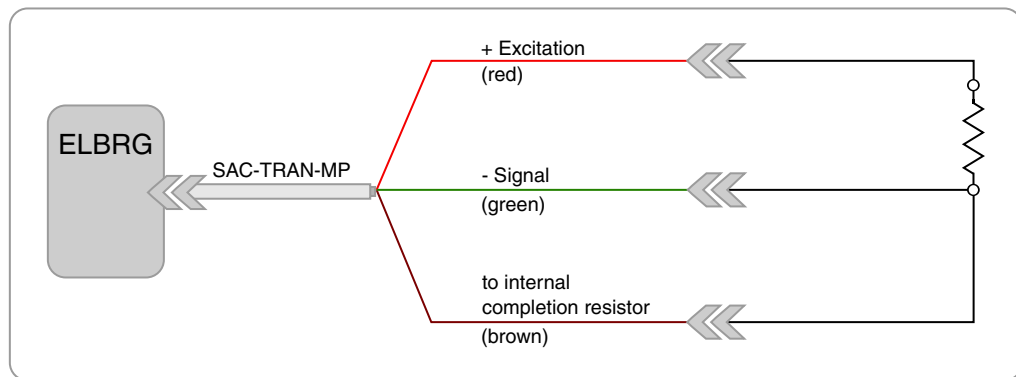 + Excitation
(red)
ELBRG
SAC-TRAN-MP
- Signal
(green)
to internal
completion resistor
(brown)